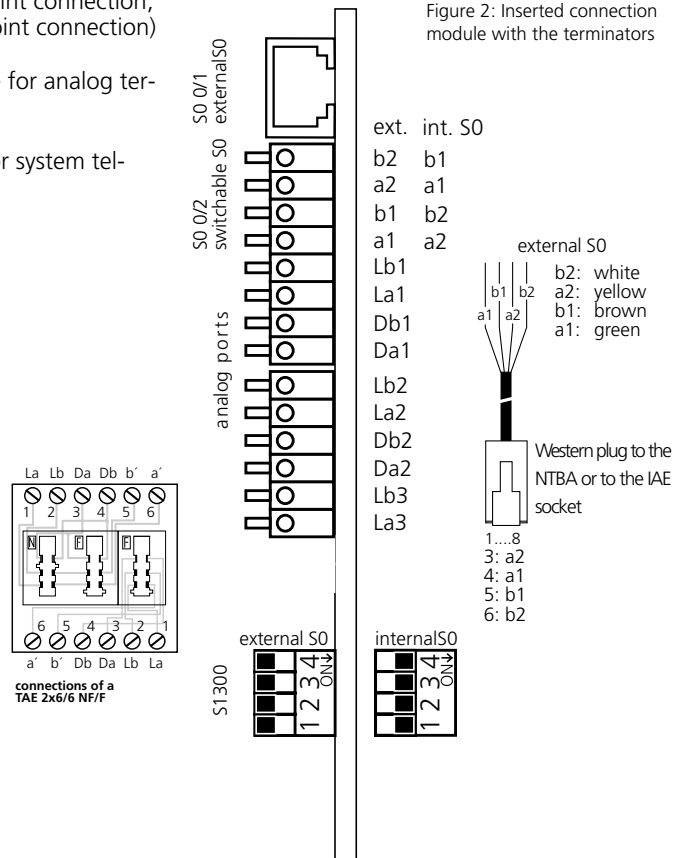 int connection,
oint connection)
e for analog ter-
or system tel-
Figure 2: Inserted connection
module with the terminators
S0 0/1
externalS0
S0 0/2
switchable S0
analog ports
ext. int. S0
b2 b1
a2 a1
b1 b2
a1 a2
Lb1
La1
Db1
Da1
Lb2
La2
Db2
Da2
Lb3
La3
external S0
b2: white
a2: yellow
b1: brown
a1: green
b1 b2
a1 a2
Western plug to the
NTBA or to the IAE
socket
1....8
3: a2
4: a1
5: b1
6: b2
La Lb Da Db b´ a´
1 2 3 4 5 6
N F F
6 5 4 3 2 1
a´ b´ Db Da Lb La
connections of a
TAE 2x6/6 NF/F
external S0
S1300
1 2 3 4
ON→
internalS0
1 2 3 4
ON→